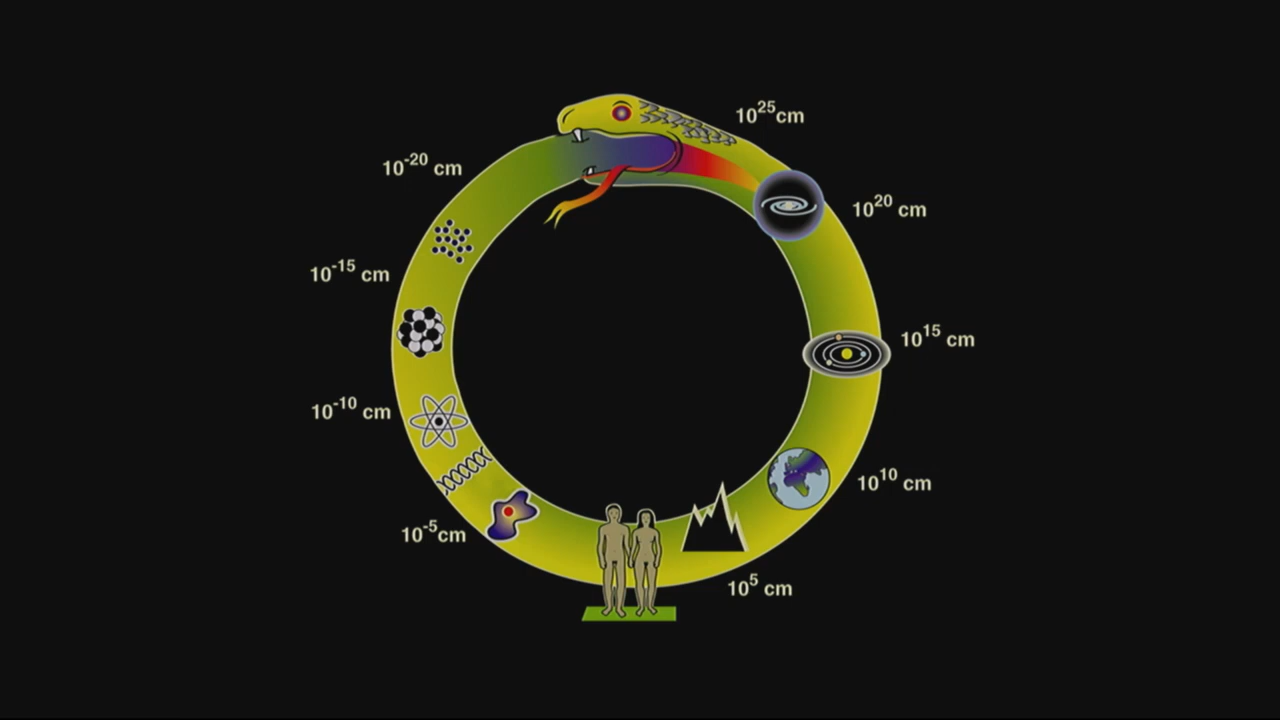 10²⁵cm
10⁻²⁰ cm
10²⁰ cm
10⁻¹⁵ cm
10¹⁵ cm
10⁻¹⁰ cm
10¹⁰ cm
10⁻⁵cm
10⁵ cm